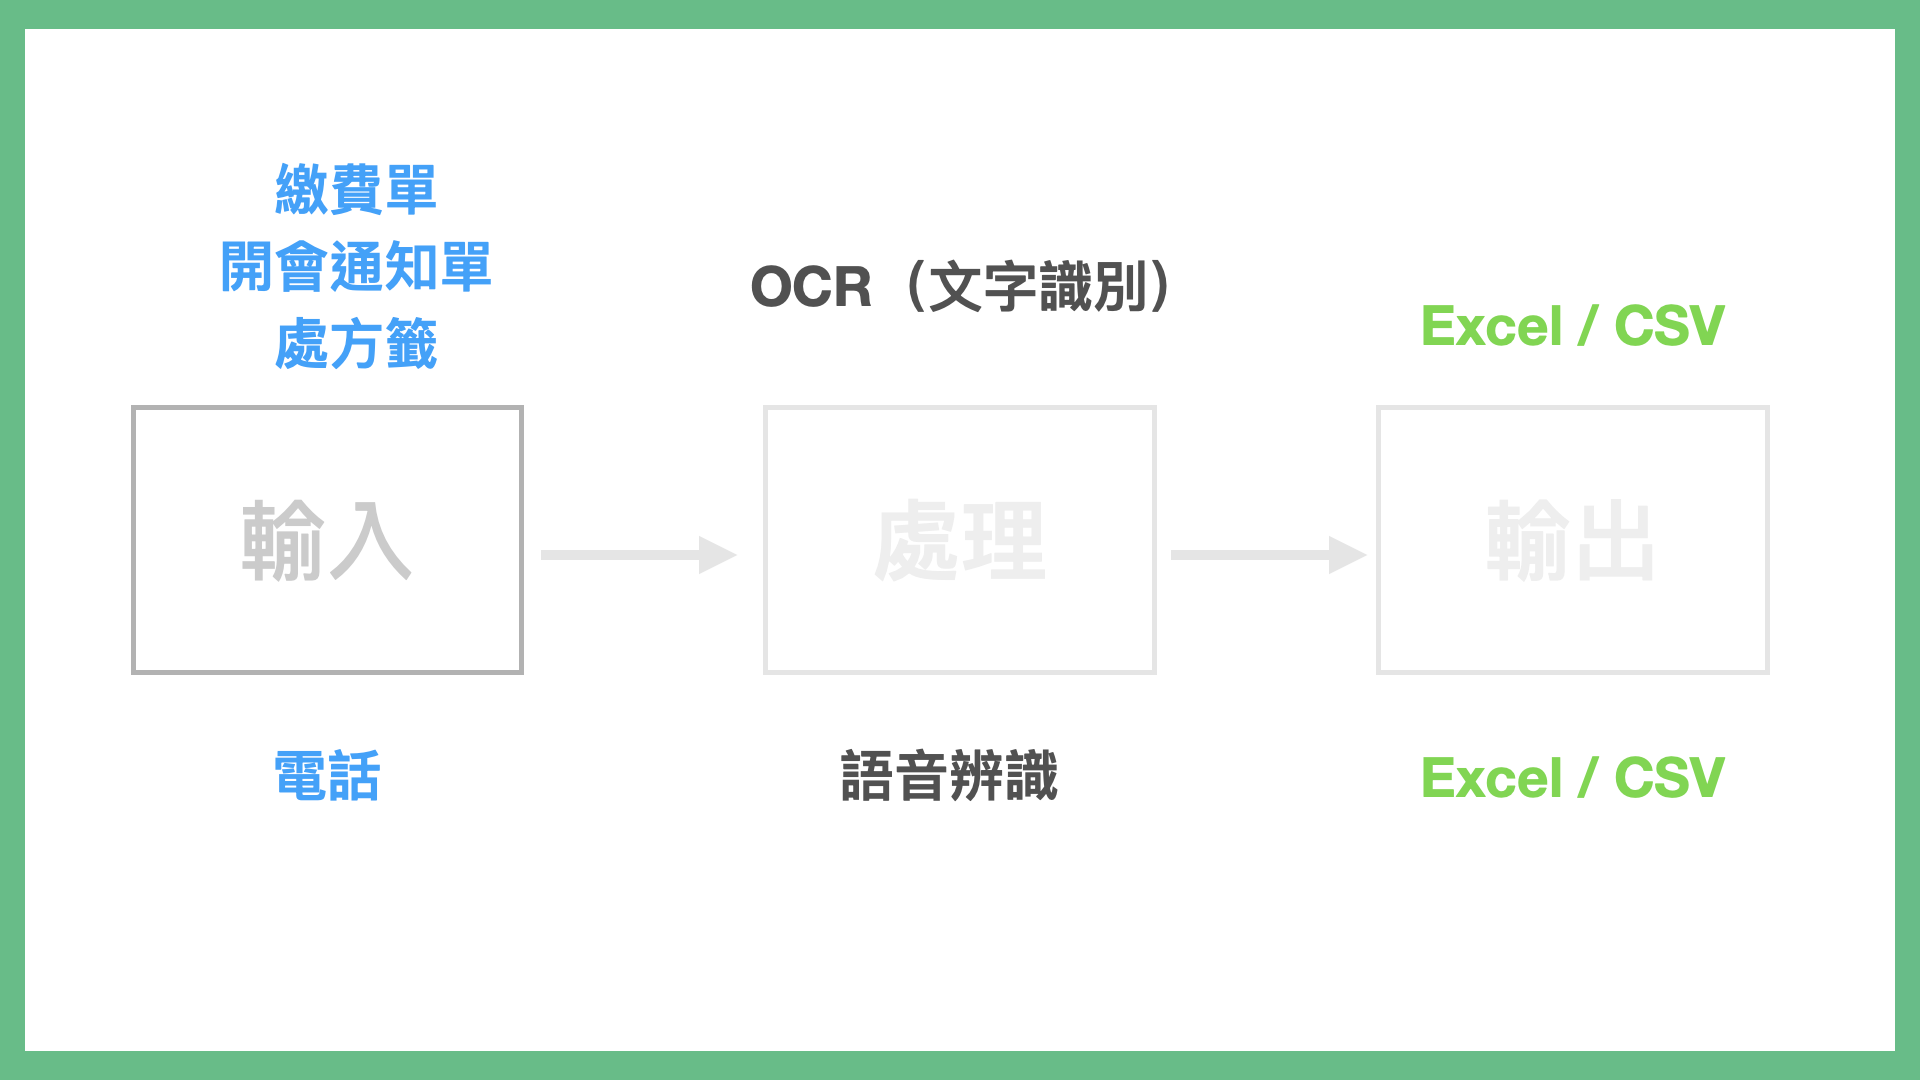 繳費單
開會通知單
處方籤
OCR（文字識別）
Excel / CSV
輸入
處理
輸出
電話
語音辨識
Excel / CSV